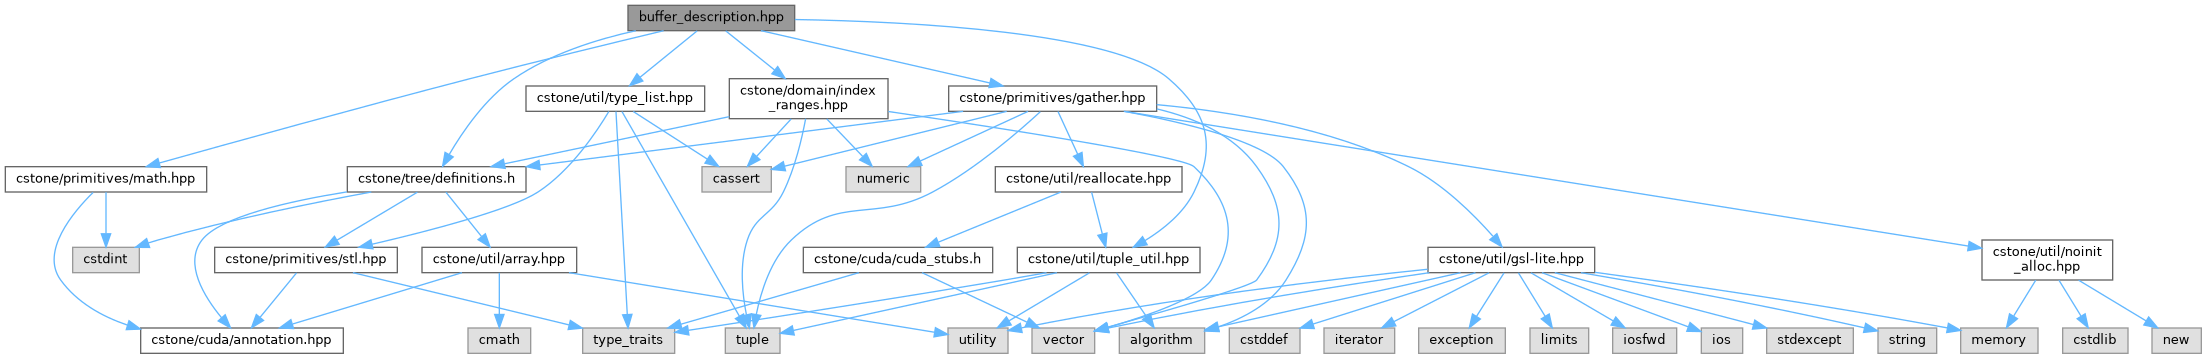 buffer_description.hpp
cstone/util/type_list.hpp
cstone/domain/index
_ranges.hpp
cstone/primitives/gather.hpp
cstone/primitives/math.hpp
cstone/tree/definitions.h
cassert
numeric
cstone/util/reallocate.hpp
cstdint
cstone/primitives/stl.hpp
cstone/util/array.hpp
cstone/cuda/cuda_stubs.h
cstone/util/tuple_util.hpp
cstone/util/gsl-lite.hpp
cstone/util/noinit
_alloc.hpp
cstone/cuda/annotation.hpp
cmath
type_traits
tuple
utility
vector
algorithm
cstddef
iterator
exception
limits
iosfwd
ios
stdexcept
string
memory
cstdlib
new